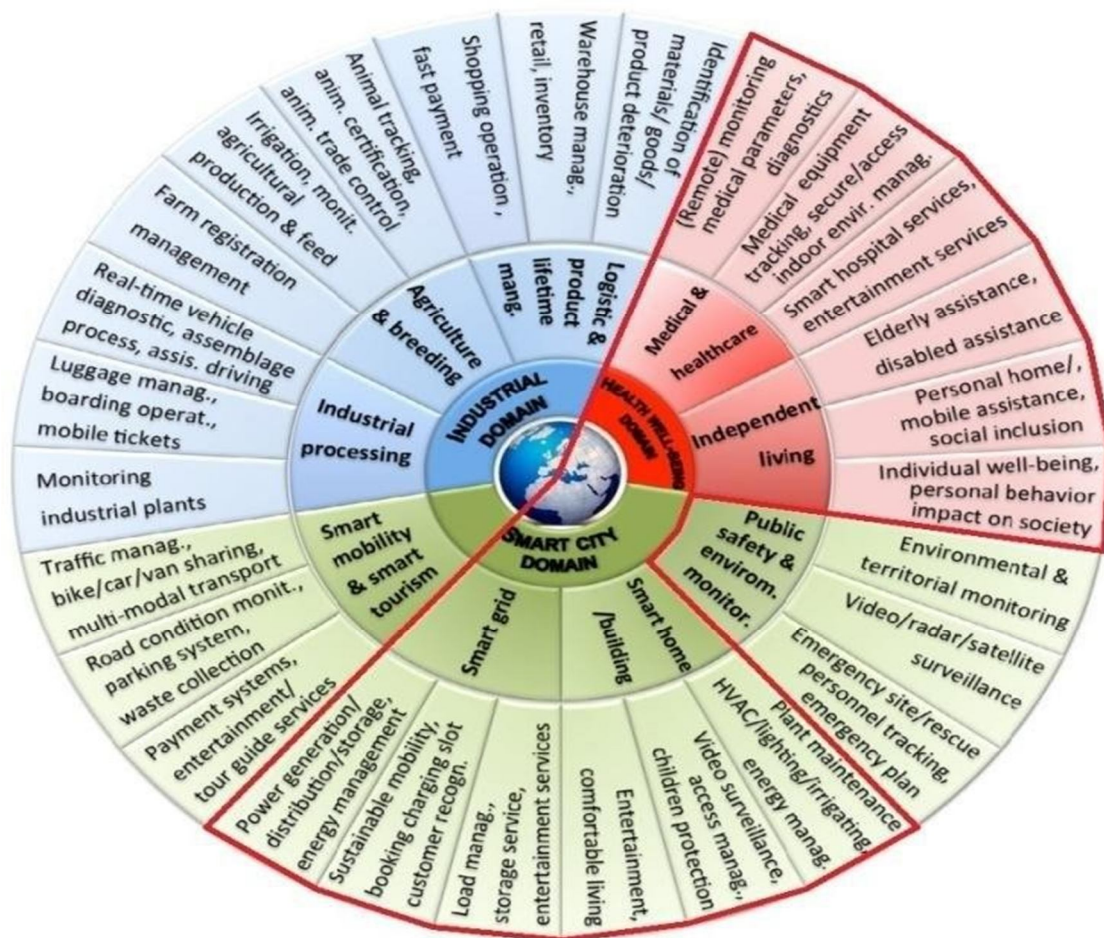 INDUSTRIAL
DOMAIN
HEALTH WELL-BEING
DOMAIN
SMART CITY
DOMAIN
Logistic &
product
lifetime
mang.
Agriculture
& breeding
Industrial
processing
Medical &
healthcare
Independent
living
Public
safety &
envirom.
monitor.
Smart home
/building
Smart grid
Smart
mobility
& smart
tourism
Identification of
materials/ goods/
product deterioration
Warehouse manag.,
retail, inventory
Shopping operation ,
fast payment
Animal tracking,
anim. certification,
anim. trade control
Irrigation, monit.
agricultural
production & feed
Farm registration
management
Real-time vehicle
diagnostic, assemblage
process, assis. driving
Luggage manag.,
boarding operat.,
mobile tickets
Monitoring
industrial plants
(Remote) monitoring
medical parameters,
diagnostics
Medical equipment
tracking, secure/access
indoor envir. manag.
Smart hospital services,
entertainment services
Elderly assistance,
disabled assistance
Personal home/,
mobile assistance,
social inclusion
Individual well-being,
personal behavior
impact on society
Environmental &
territorial monitoring
Video/radar/satellite
surveillance
Emergency site/rescue
personnel tracking,
emergency plan
Plant maintenance
HVAC/lighting/irrigating,
energy manag.
Video surveillance,
access manag.,
children protection
Entertainment,
comfortable living
Load manag.,
storage service,
entertainment services
Sustainable mobility,
booking charging slot
customer recogn.
Power generation/
distribution/storage,
energy management
Payment systems,
entertainment/
tour guide services
Road condition monit.,
parking system,
waste collection
Traffic manag.,
bike/car/van sharing,
multi-modal transport